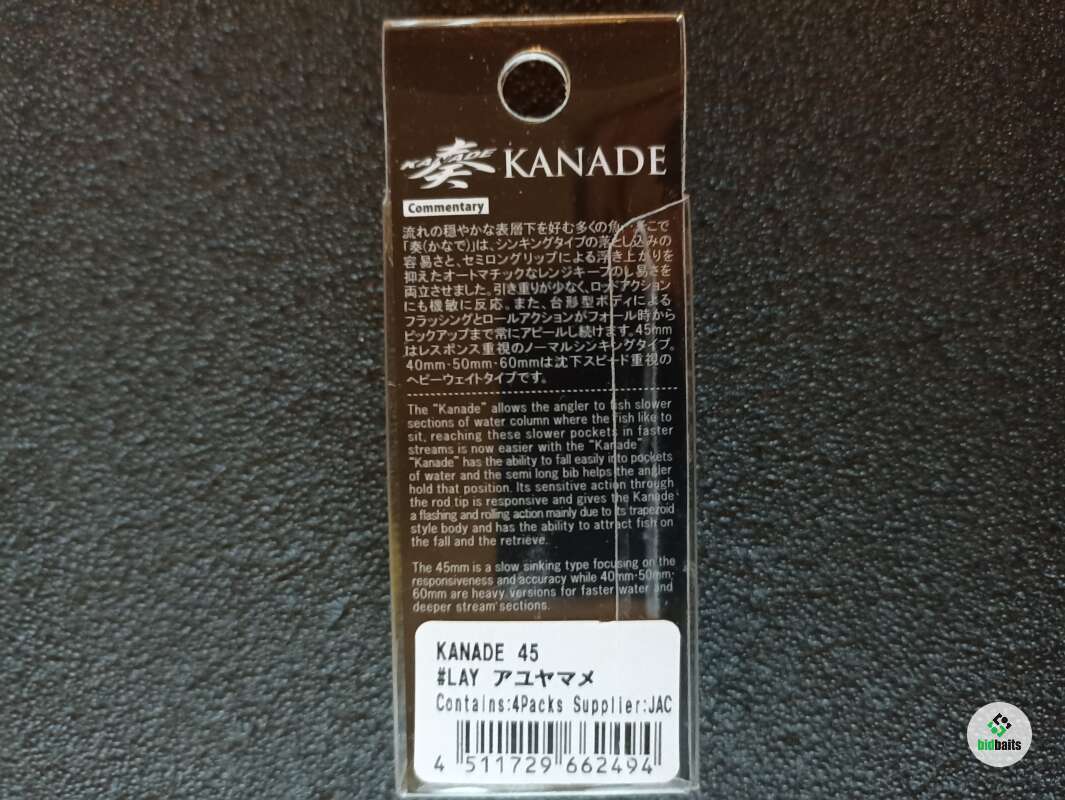 KANADE
奏 KANADE
Commentary
流れの穏やかな表層下を好む多くの魚。そこで
「奏(かなで)」は、シンキングタイプの落とし込みの
容易さと、セミロングリップによる浮き上がりを
抑えたオートマチックなレンジキープのし易さを
両立させました。引き重りが少なく、ロッドアクション
にも機敏に反応。また、台形型ボディによる
フラッシングとロールアクションがフォール時から
ピックアップまで常にアピールし続けます。45mm
はレスポンス重視のノーマルシンキングタイプ。
40mm・50mm・60mmは沈下スピード重視の
ヘビーウェイトタイプです。
The "Kanade" allows the angler to fish slower
sections of water column where the fish like to
sit, reaching these slower pockets in faster
streams is now easier with the "Kanade"
"Kanade" has the ability to fall easily into pockets
of water and the semi long bib helps the angler
hold that position. Its sensitive action through
the rod tip is responsive and gives the Kanade
a flashing and rolling action mainly due to its trapezoid
style body and has the ability to attract fish on
the fall and the retrieve.
The 45mm is a slow sinking type focusing on the
responsiveness and accuracy while 40mm-50mm-
60mm are heavy versions for faster water and
deeper stream sections.
KANADE 45
#LAY アユヤマメ
Contains:4Packs Supplier:JAC
4 511729 662494
bidbaits